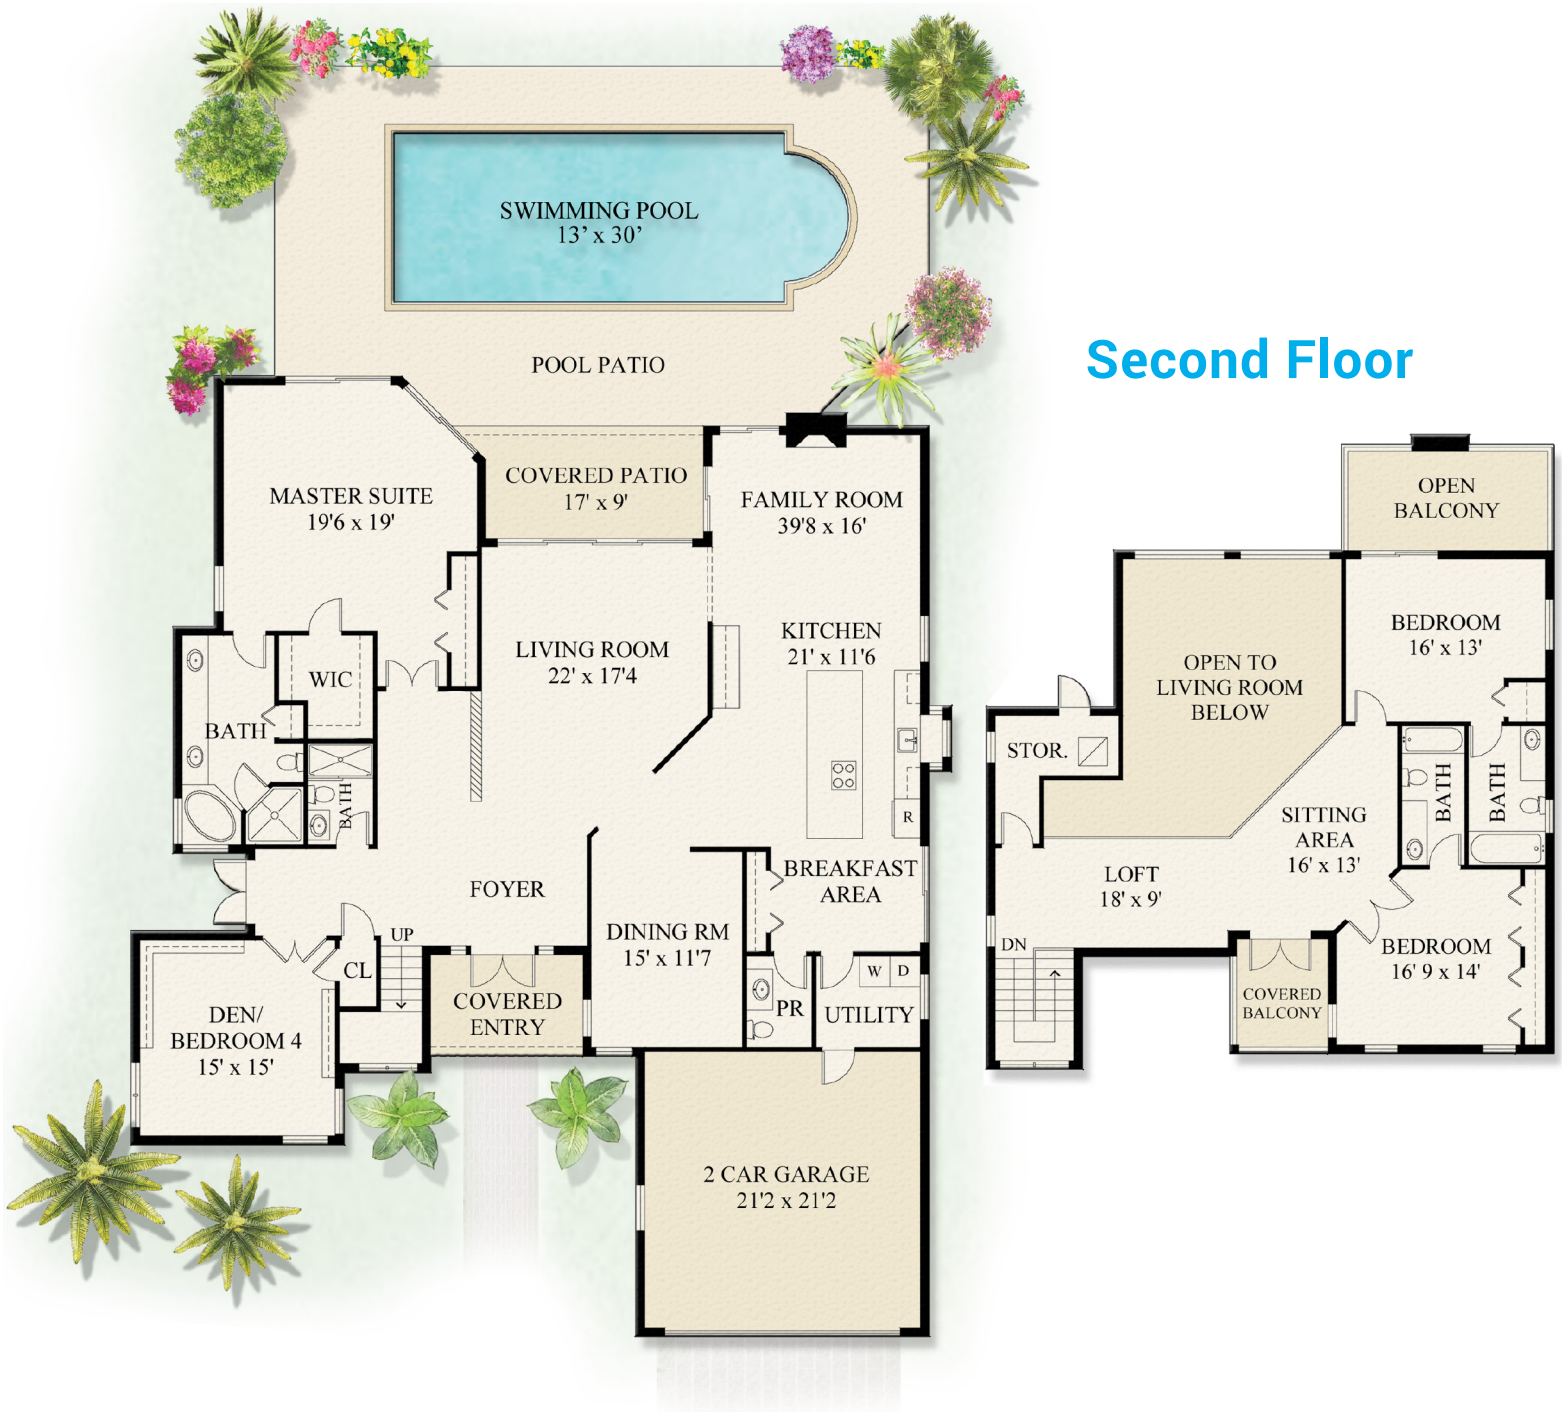 SWIMMING POOL
13’ x 30’
POOL PATIO
Second Floor
COVERED PATIO
17' x 9'
MASTER SUITE
19'6 x 19'
FAMILY ROOM
39'8 x 16'
LIVING ROOM
22' x 17'4
KITCHEN
21' x 11'6
WIC
BATH
BATH
R
BREAKFAST
AREA
FOYER
DINING RM
15' x 11'7
UP
CL
W
D
PR
UTILITY
COVERED
ENTRY
DEN/
BEDROOM 4
15' x 15'
2 CAR GARAGE
21'2 x 21'2
OPEN
BALCONY
BEDROOM
16' x 13'
OPEN TO
LIVING ROOM
BELOW
STOR.
BATH
BATH
SITTING
AREA
16' x 13'
LOFT
18' x 9'
DN
BEDROOM
16' 9 x 14'
COVERED
BALCONY